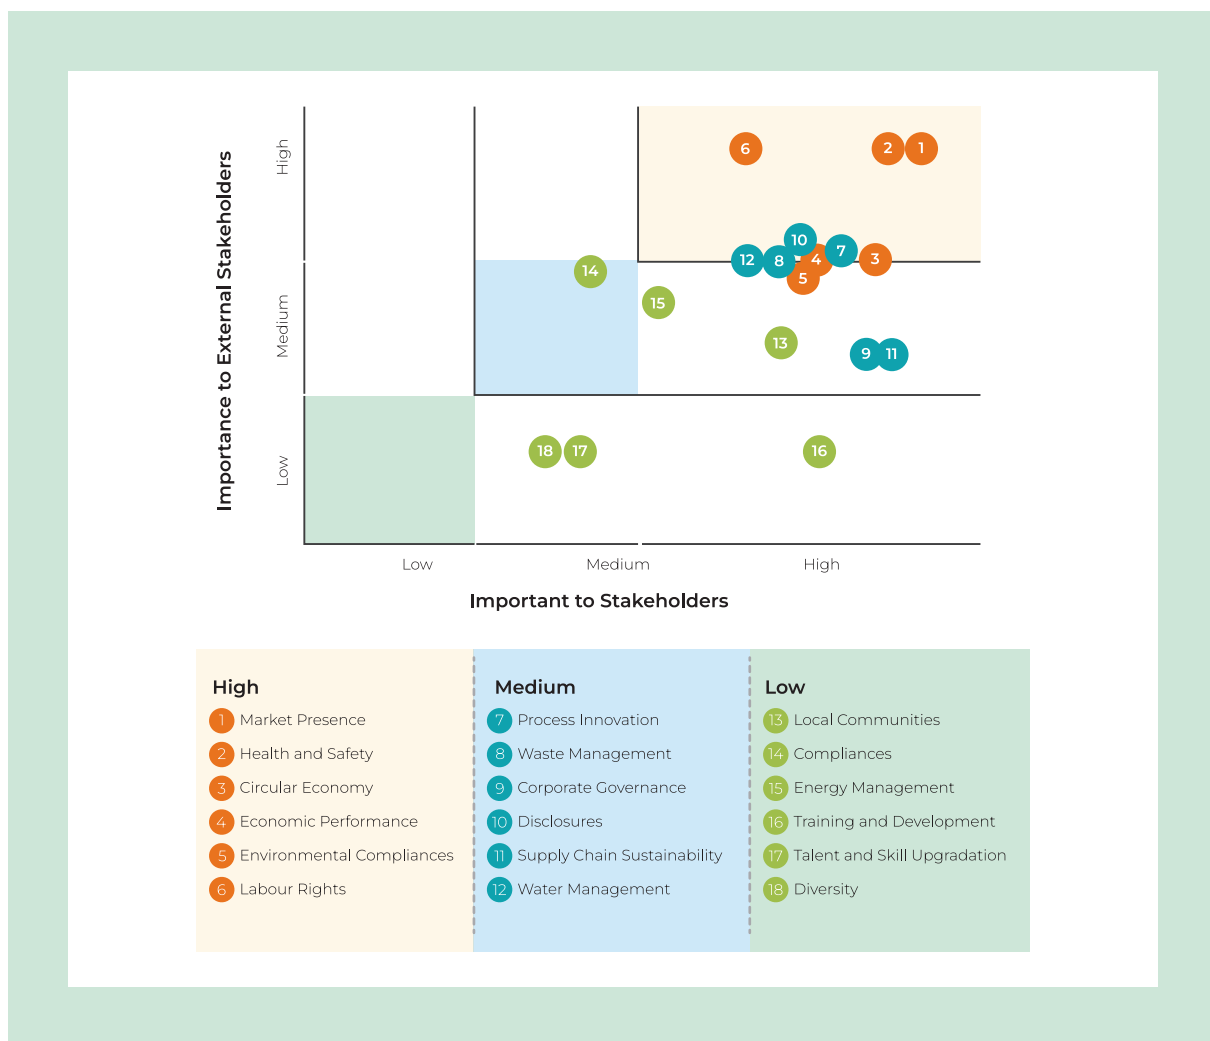 Importance to External Stakeholders
High
Medium
Low
6
2
1
10
7
12
8
4
3
5
14
15
13
9
11
18
17
16
Low
Medium
High
Important to Stakeholders
High
1 Market Presence
2 Health and Safety
3 Circular Economy
4 Economic Performance
5 Environmental Compliances
6 Labour Rights
Medium
7 Process Innovation
8 Waste Management
9 Corporate Governance
10 Disclosures
11 Supply Chain Sustainability
12 Water Management
Low
13 Local Communities
14 Compliances
15 Energy Management
16 Training and Development
17 Talent and Skill Upgradation
18 Diversity